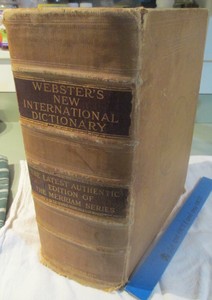 WEBSTER'S
NEW
INTERNATIONAL
DICTIONARY
THE LATEST AUTHENTIC
EDITION OF
THE MERRIAM SERIES